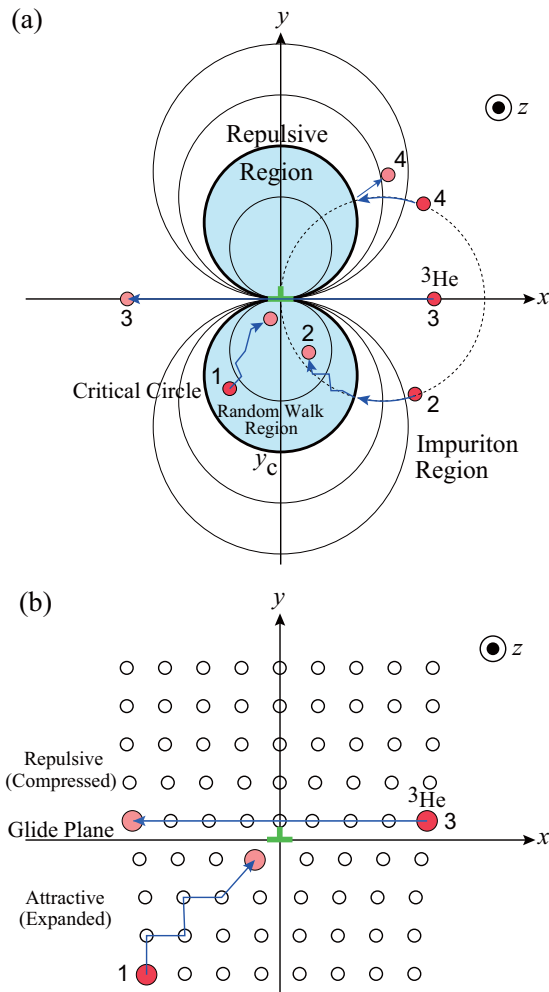 (a)
y
z
Repulsive
Region
4
4
³He
x
3
3
2
1
Critical Circle
Random Walk
Region
2
y_c
Impuriton
Region
(b)
y
z
Repulsive
(Compressed)
³He
3
Glide Plane
x
Attractive
(Expanded)
1